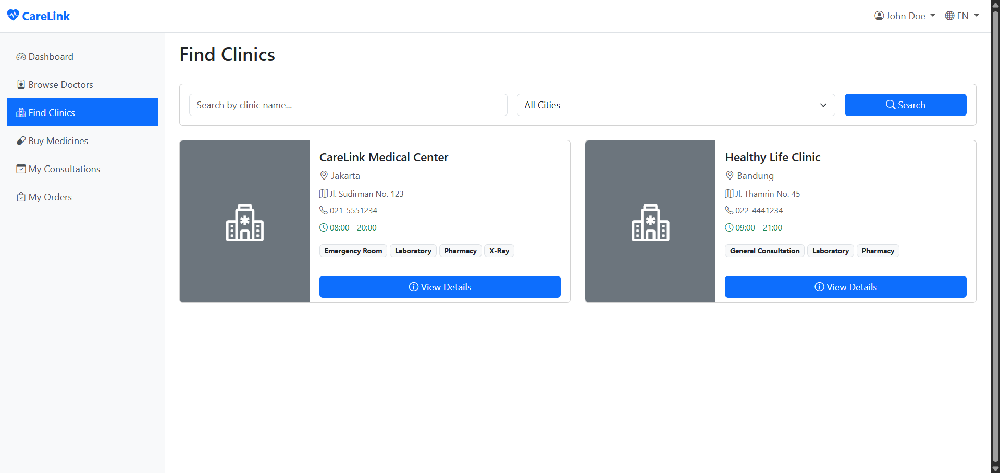 CareLink
John Doe
EN
Dashboard
Browse Doctors
Find Clinics
Buy Medicines
My Consultations
My Orders
Find Clinics
Search by clinic name...
All Cities
Search
CareLink Medical Center
Jakarta
Jl. Sudirman No. 123
021-5551234
08:00 - 20:00
Emergency Room Laboratory Pharmacy X-Ray
View Details
Healthy Life Clinic
Bandung
Jl. Thamrin No. 45
022-4441234
09:00 - 21:00
General Consultation Laboratory Pharmacy
View Details